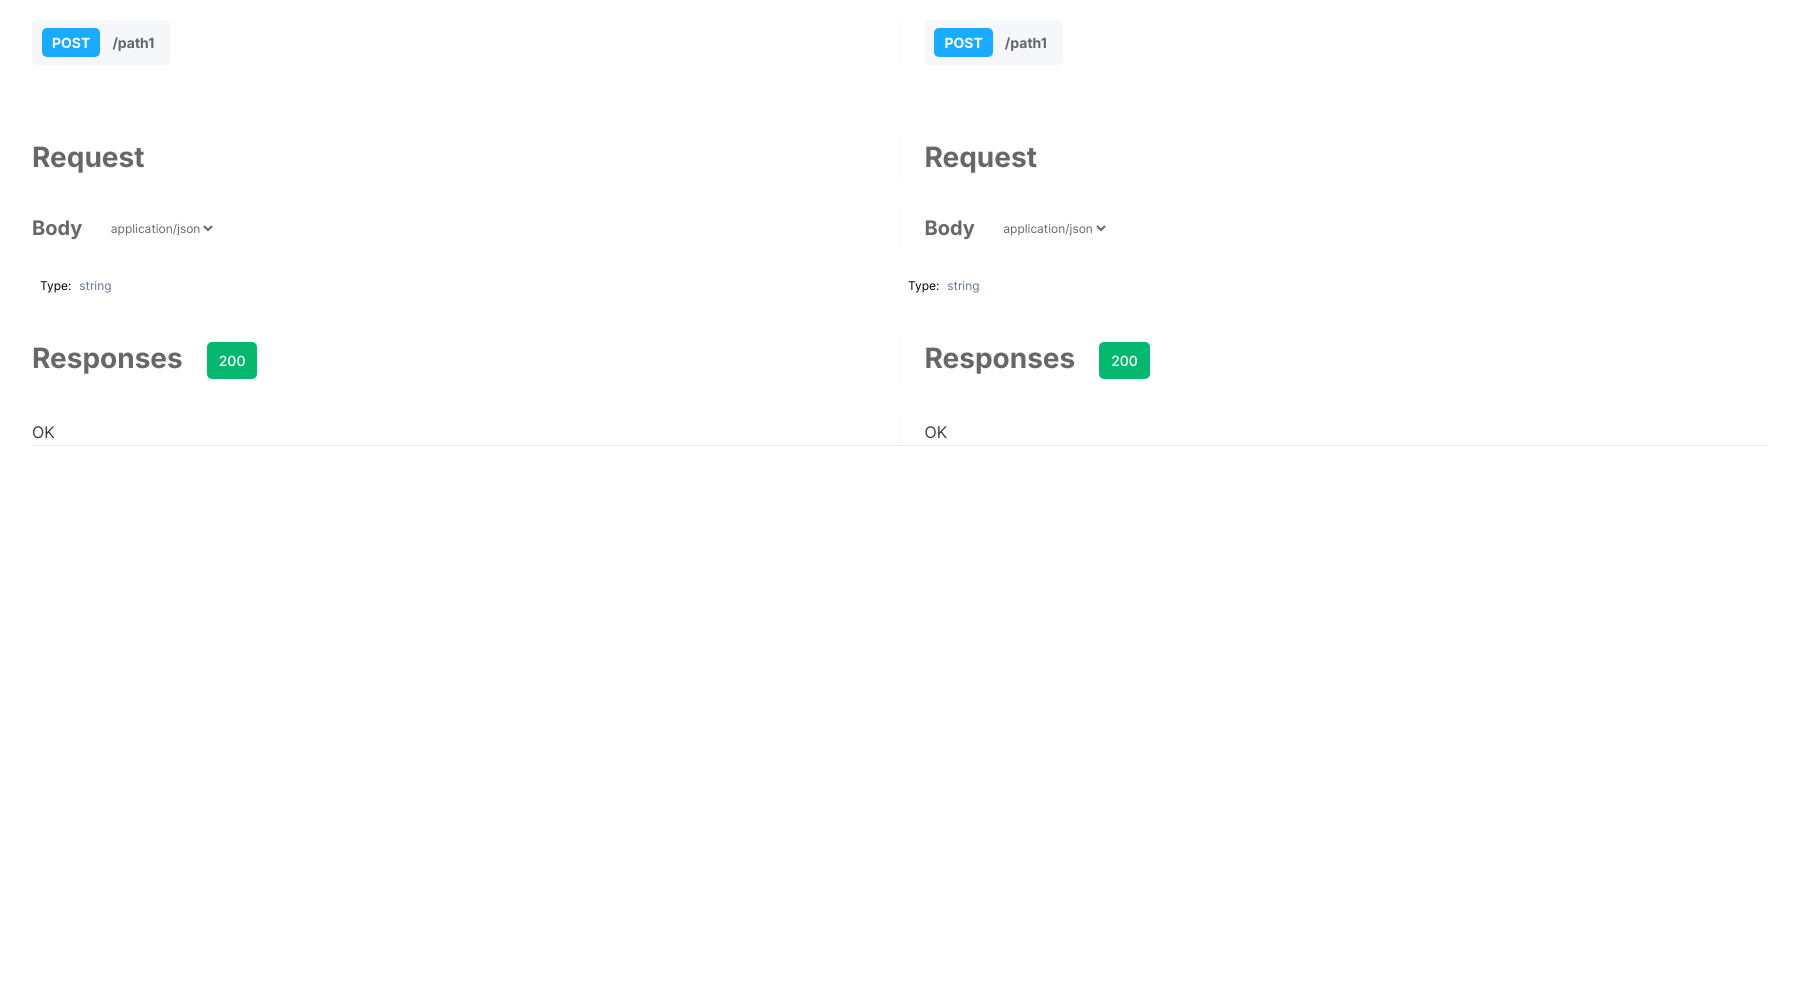 POST /path1
Request
Body application/json
Type: string
Responses 200
OK
POST /path1
Request
Body application/json
Type: string
Responses 200
OK